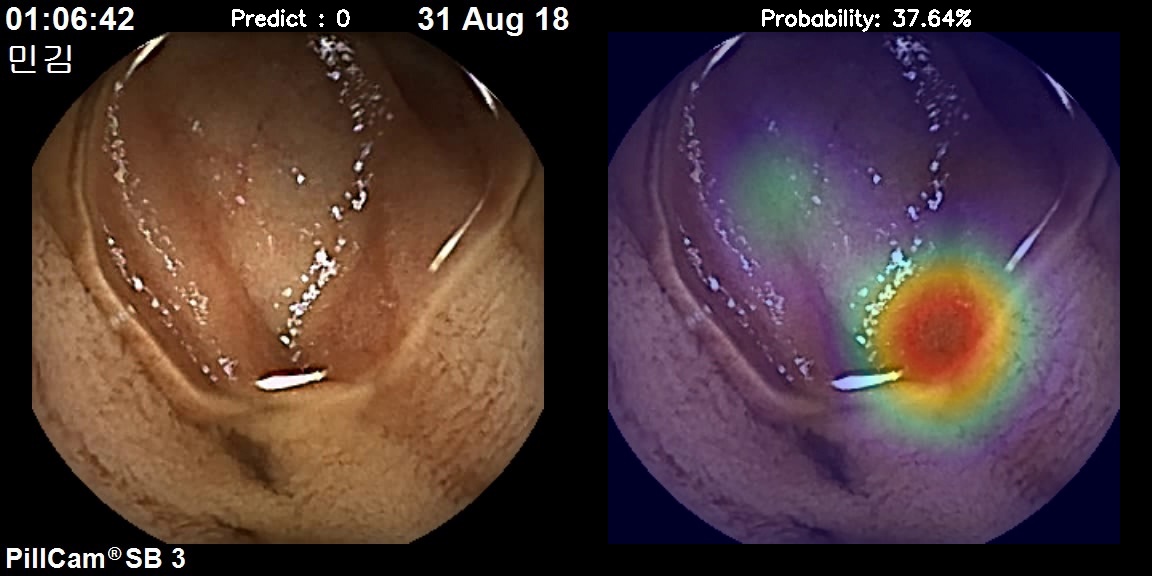 01:06:42
Predict : 0
31 Aug 18
Probability: 37.64%
민김
PillCam® SB 3